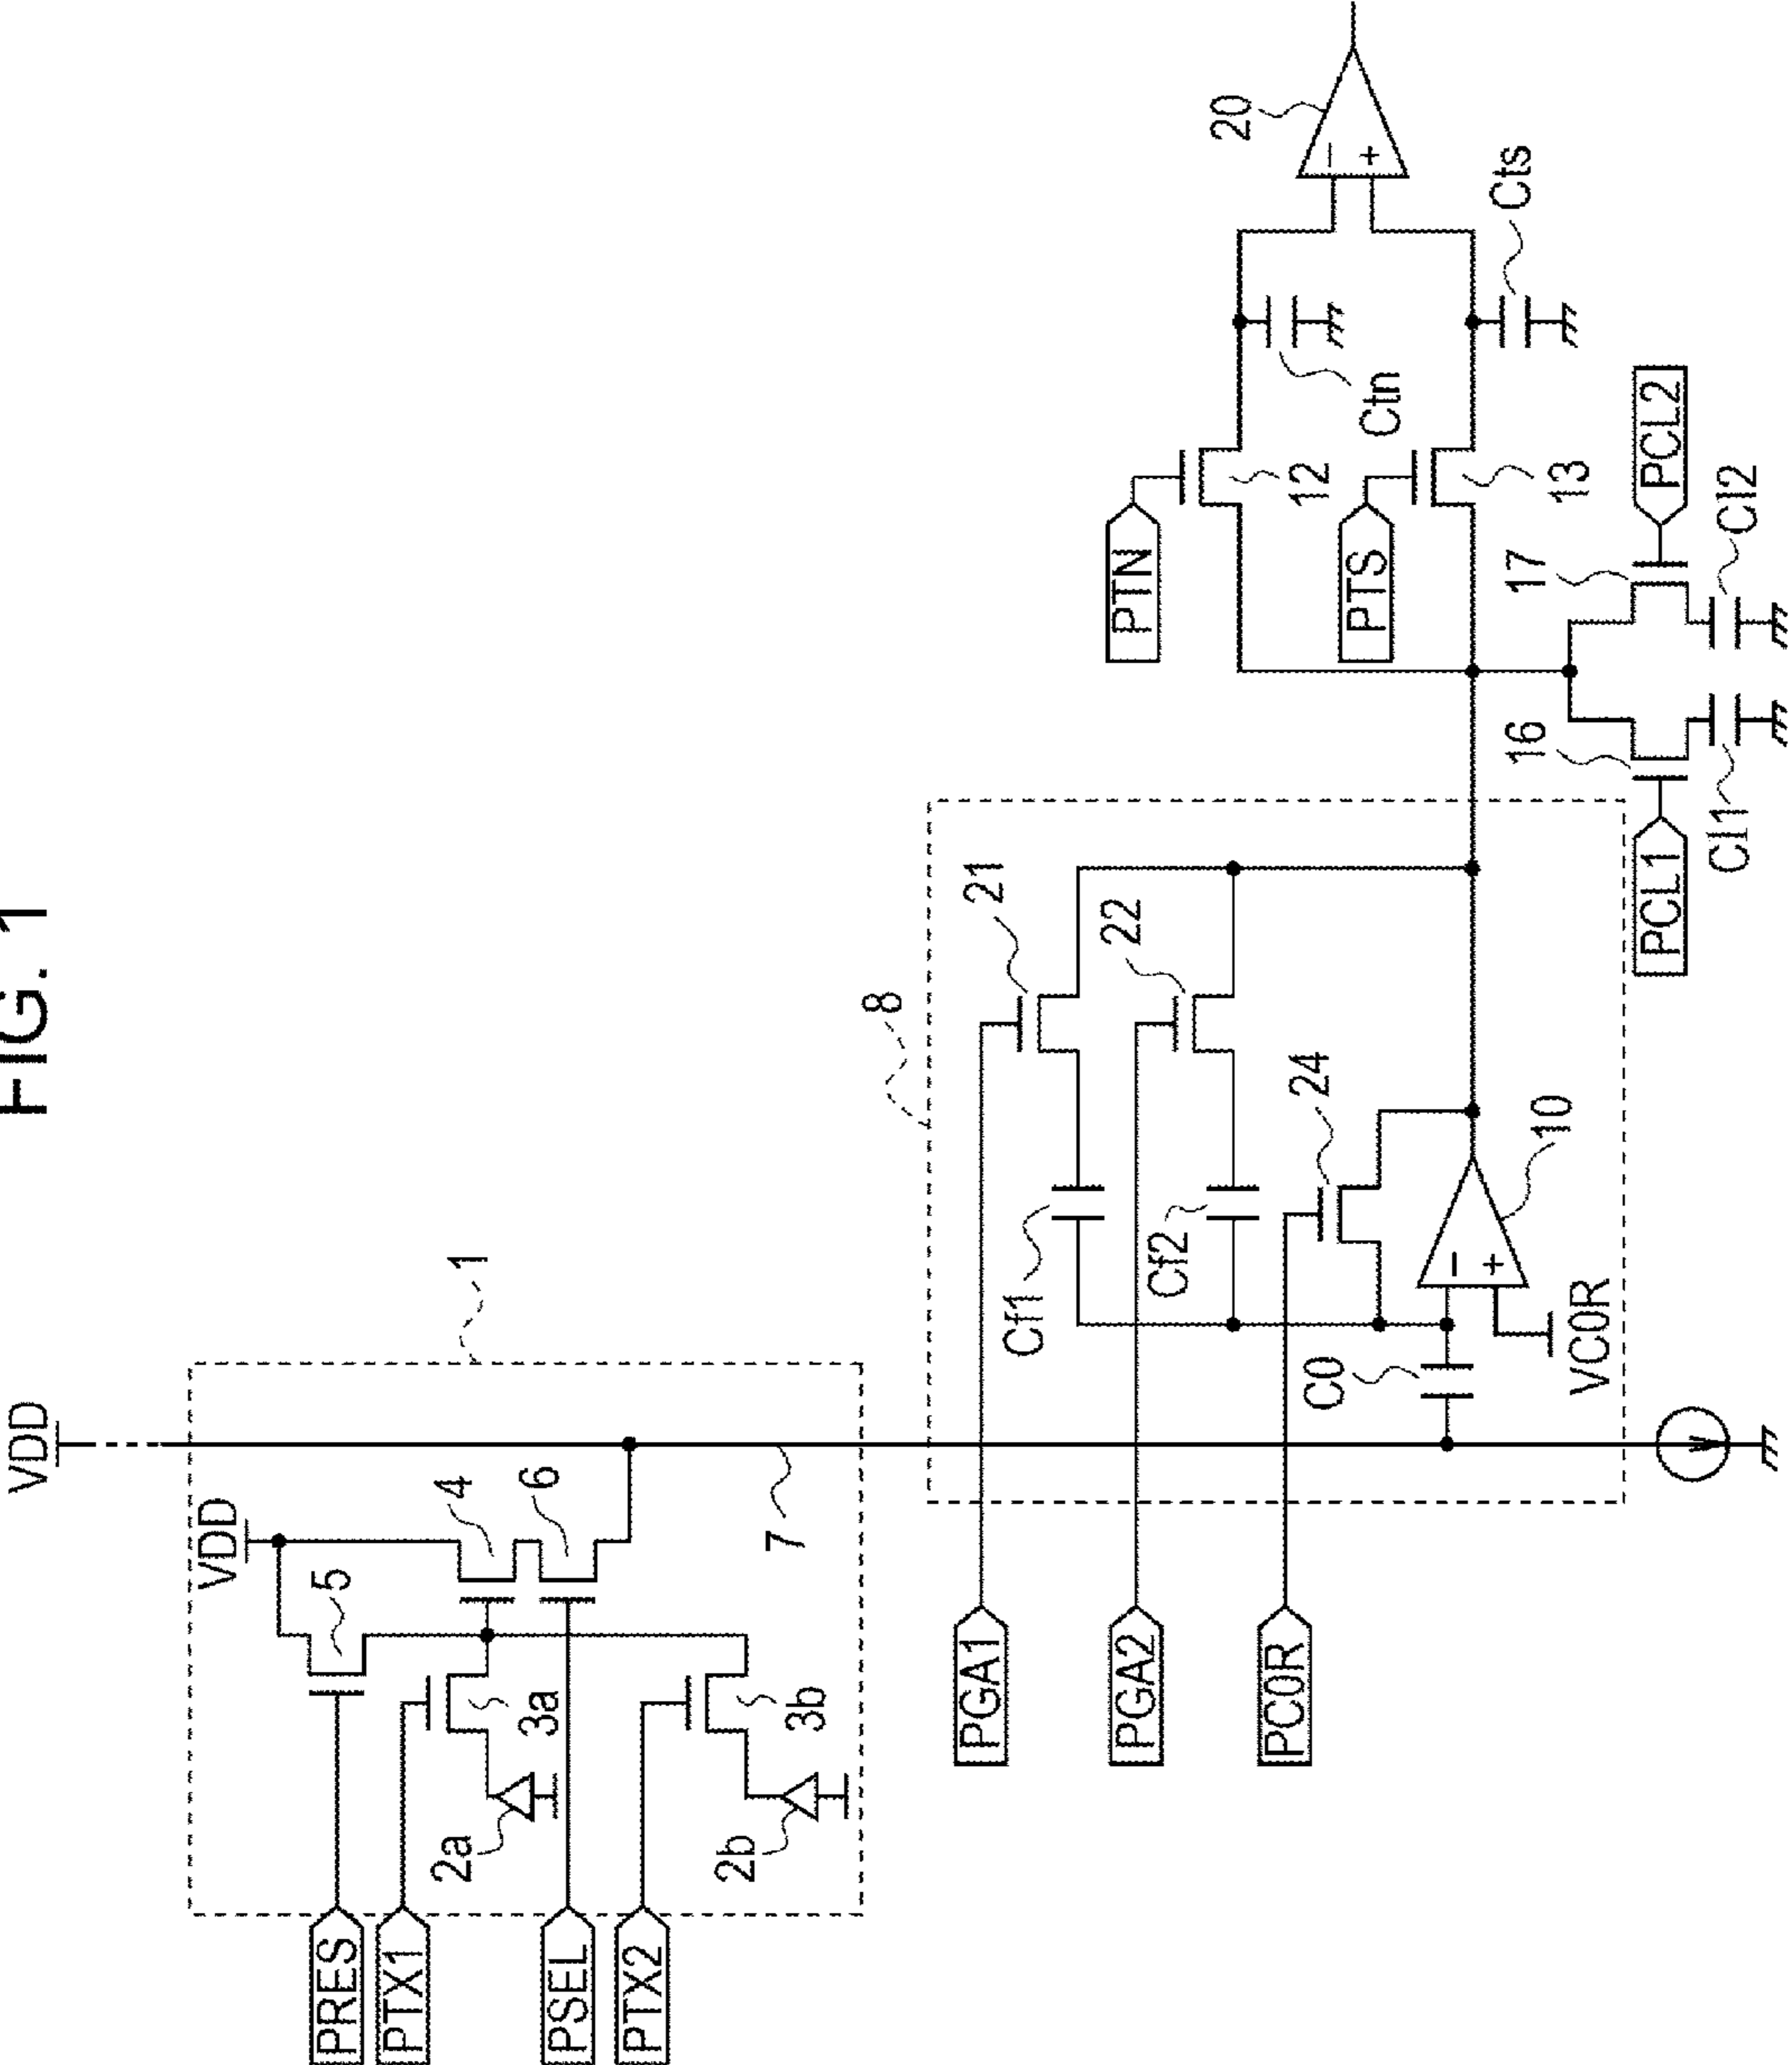 FIG. 1
VDD
1
VDD
5
4
6
PRES
PTX1
3a
2a
PSEL
PTX2
3b
2b
7
8
PGA1
21
Cf1
PGA2
22
Cf2
PC0R
24
C0
−
+
10
VC0R
PTN
12
Ctn
20
−
+
PTS
13
Cts
16
17
PCL1
Cl1
Cl2
PCL2